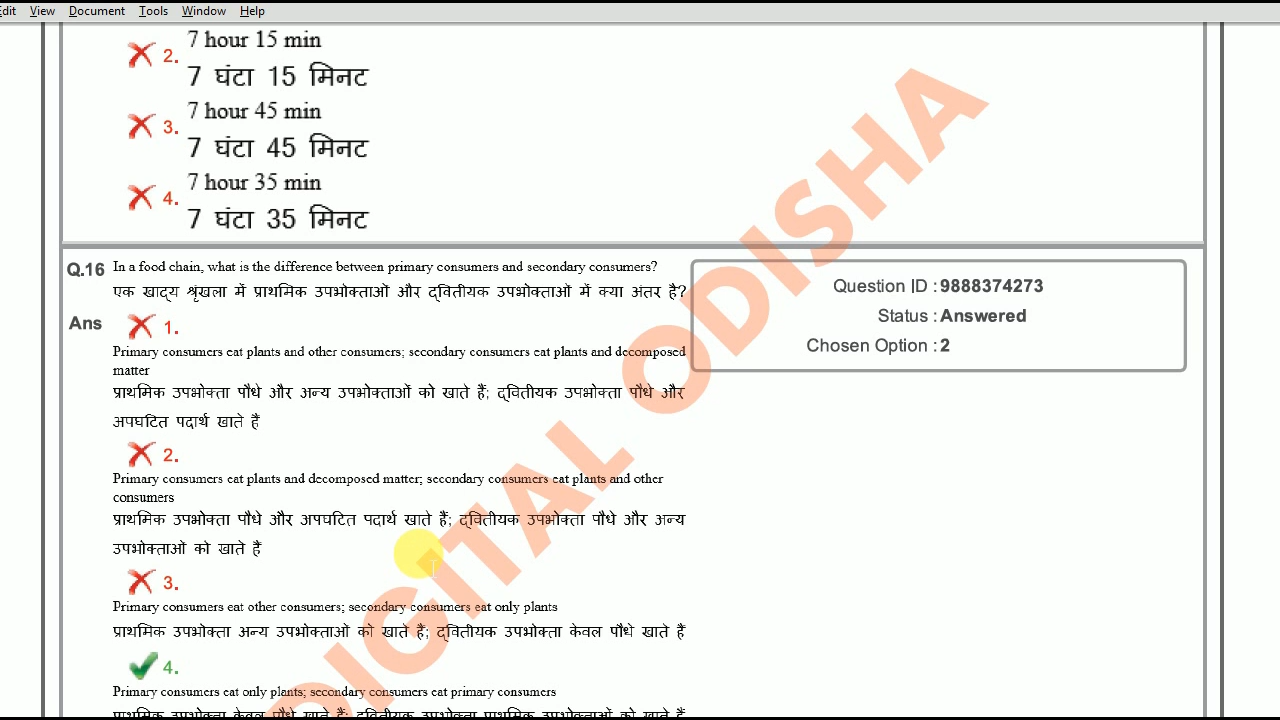 Edit View Document Tools Window Help
7 hour 15 min
2.
7 घंटा 15 मिनट
7 hour 45 min
3.
7 घंटा 45 मिनट
7 hour 35 min
4.
7 घंटा 35 मिनट
Q.16 In a food chain, what is the difference between primary consumers and secondary consumers?
एक खाद्य श्रृंखला में प्राथमिक उपभोक्ताओं और द्वितीयक उपभोक्ताओं में क्या अंतर है?
Question ID : 9888374273
Status : Answered
Chosen Option : 2
Ans
1.
Primary consumers eat plants and other consumers; secondary consumers eat plants and decomposed
matter
प्राथमिक उपभोक्ता पौधे और अन्य उपभोक्ताओं को खाते हैं; द्वितीयक उपभोक्ता पौधे और
अपघटित पदार्थ खाते हैं
2.
Primary consumers eat plants and decomposed matter; secondary consumers eat plants and other
consumers
प्राथमिक उपभोक्ता पौधे और अपघटित पदार्थ खाते हैं; द्वितीयक उपभोक्ता पौधे और अन्य
उपभोक्ताओं को खाते हैं
3.
Primary consumers eat other consumers; secondary consumers eat only plants
प्राथमिक उपभोक्ता अन्य उपभोक्ताओं को खाते हैं; द्वितीयक उपभोक्ता केवल पौधे खाते हैं
4.
Primary consumers eat only plants; secondary consumers eat primary consumers
प्राथमिक उपभोक्ता केवल पौधे खाते हैं; द्वितीयक उपभोक्ता प्राथमिक उपभोक्ताओं को खाते हैं
DIGITAL ODISHA